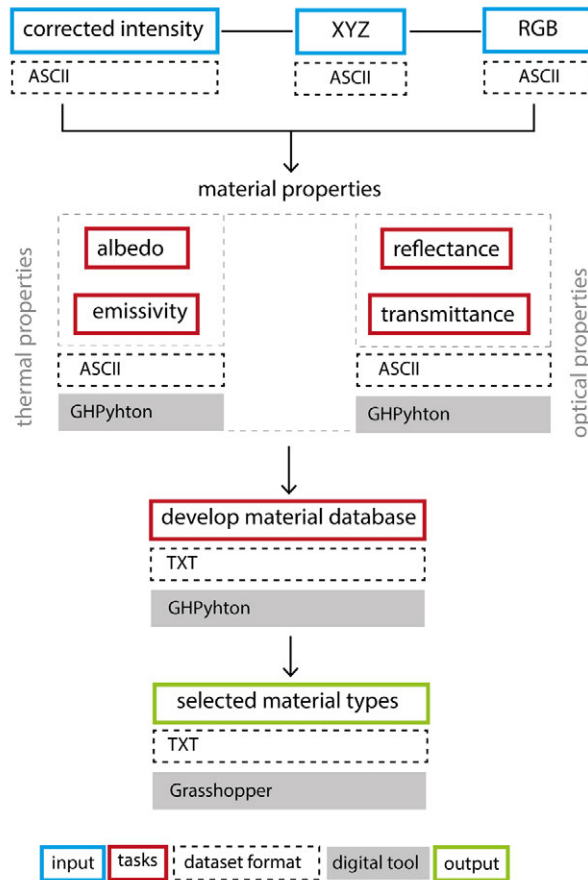 corrected intensity
XYZ
RGB
ASCII
ASCII
ASCII
material properties
thermal properties
albedo
emissivity
ASCII
GHPyhton
reflectance
transmittance
ASCII
GHPyhton
optical properties
develop material database
TXT
GHPyhton
selected material types
TXT
Grasshopper
input
tasks
dataset format
digital tool
output